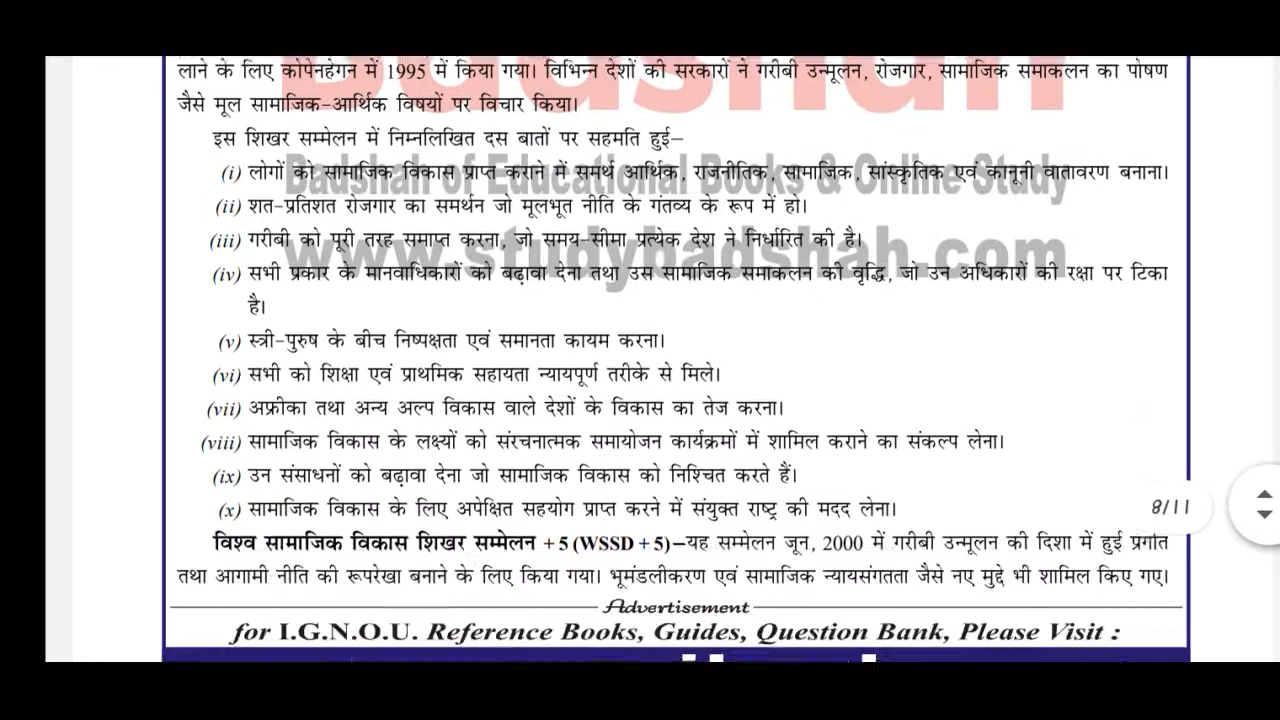 Badshah
लाने के लिए कोपेनहेगन में 1995 में किया गया। विभिन्न देशों की सरकारों ने गरीबी उन्मूलन, रोजगार, सामाजिक समाकलन का पोषण
जैसे मूल सामाजिक-आर्थिक विषयों पर विचार किया।
इस शिखर सम्मेलन में निम्नलिखित दस बातों पर सहमति हुई–
Badshah of Educational Books & Online Study
(i) लोगों को सामाजिक विकास प्राप्त कराने में समर्थ आर्थिक, राजनीतिक, सामाजिक, सांस्कृतिक एवं कानूनी वातावरण बनाना।
(ii) शत-प्रतिशत रोजगार का समर्थन जो मूलभूत नीति के गंतव्य के रूप में हो।
(iii) गरीबी को पूरी तरह समाप्त करना, जो समय-सीमा प्रत्येक देश ने निर्धारित की है।
www.studybadshah.com
(iv) सभी प्रकार के मानवाधिकारों को बढ़ावा देना तथा उस सामाजिक समाकलन की वृद्धि, जो उन अधिकारों की रक्षा पर टिका
है।
(v) स्त्री-पुरुष के बीच निष्पक्षता एवं समानता कायम करना।
(vi) सभी को शिक्षा एवं प्राथमिक सहायता न्यायपूर्ण तरीके से मिले।
(vii) अफ्रीका तथा अन्य अल्प विकास वाले देशों के विकास का तेज करना।
(viii) सामाजिक विकास के लक्ष्यों को संरचनात्मक समायोजन कार्यक्रमों में शामिल कराने का संकल्प लेना।
(ix) उन संसाधनों को बढ़ावा देना जो सामाजिक विकास को निश्चित करते हैं।
(x) सामाजिक विकास के लिए अपेक्षित सहयोग प्राप्त करने में संयुक्त राष्ट्र की मदद लेना।
8/11
विश्व सामाजिक विकास शिखर सम्मेलन +5 (WSSD+5)–यह सम्मेलन जून, 2000 में गरीबी उन्मूलन की दिशा में हुई प्रगति
तथा आगामी नीति की रूपरेखा बनाने के लिए किया गया। भूमंडलीकरण एवं सामाजिक न्यायसंगतता जैसे नए मुद्दे भी शामिल किए गए।
Advertisement
for I.G.N.O.U. Reference Books, Guides, Question Bank, Please Visit :